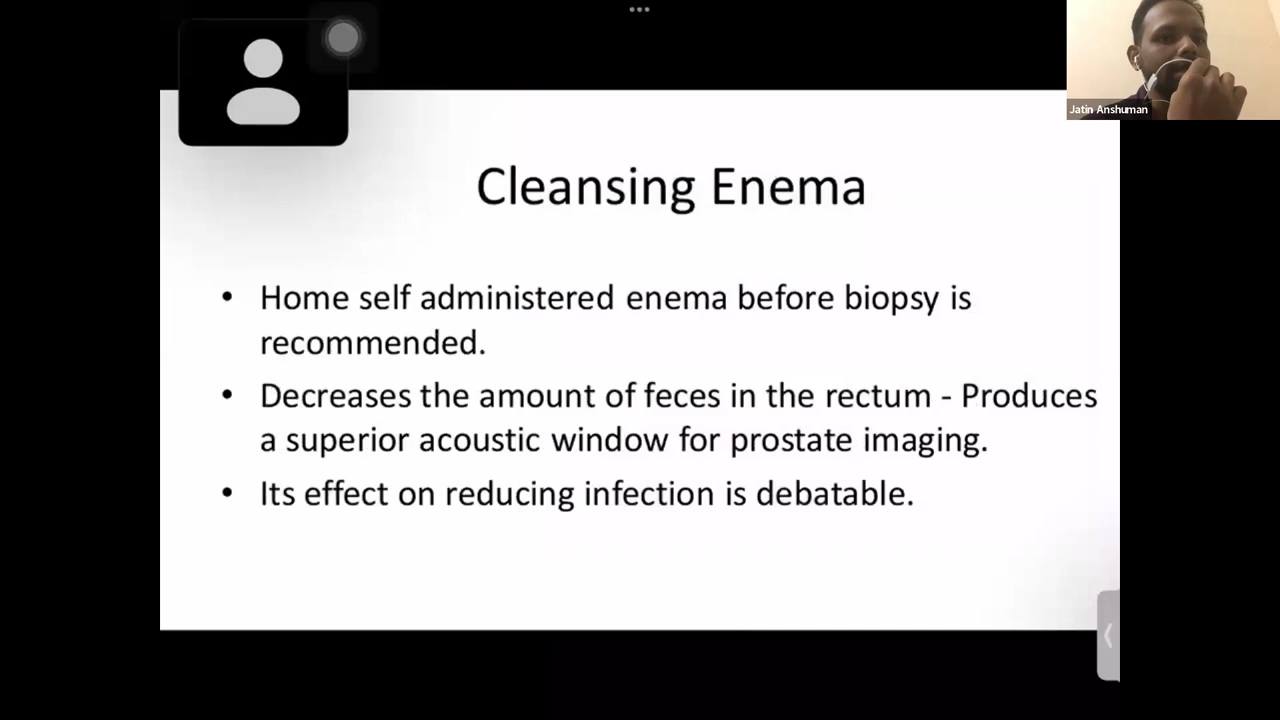 Jatin Anshuman
Cleansing Enema
• Home self administered enema before biopsy is
recommended.
• Decreases the amount of feces in the rectum - Produces
a superior acoustic window for prostate imaging.
• Its effect on reducing infection is debatable.